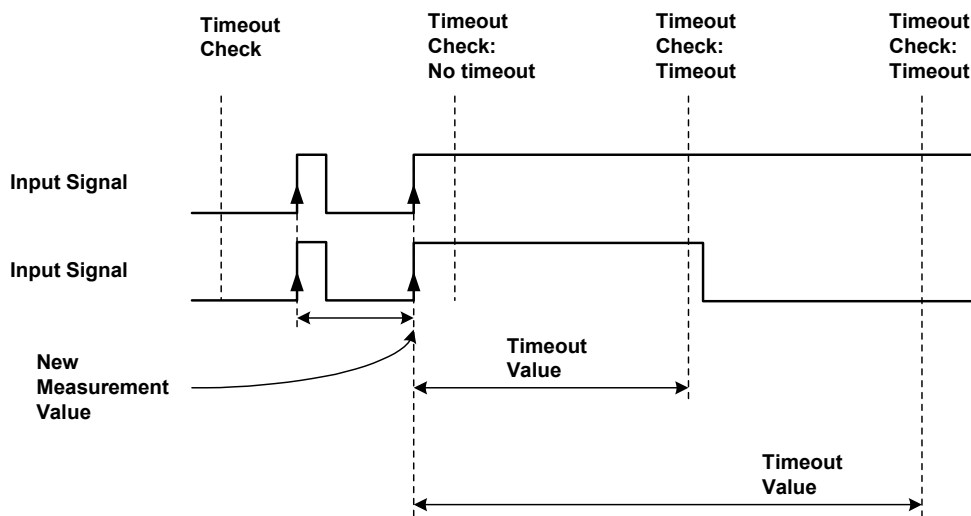 Timeout
Check
Timeout
Check:
No timeout
Timeout
Check:
Timeout
Timeout
Check:
Timeout
Input Signal
Input Signal
New
Measurement
Value
Timeout
Value
Timeout
Value